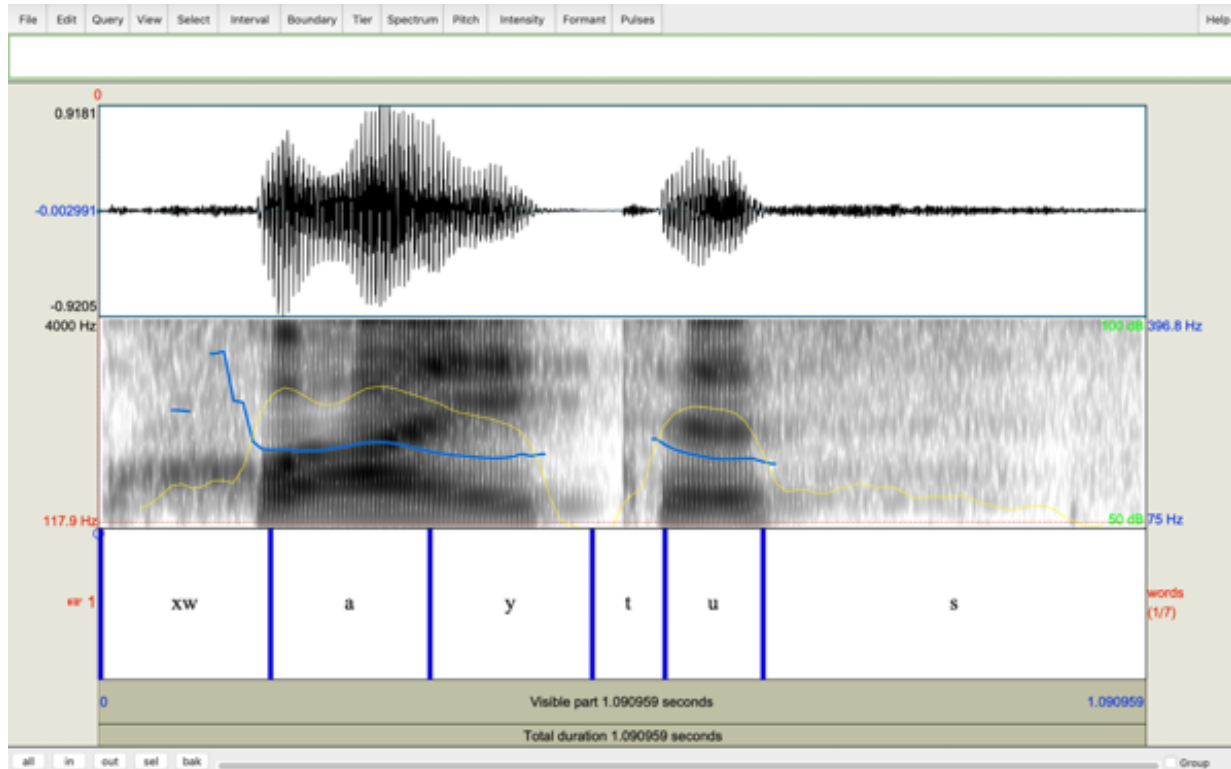 File Edit Query View Select Interval Boundary Tier Spectrum Pitch Intensity Formant Pulses Help
0
0.9181
-0.002991
-0.9205
4000 Hz 100 dB 396.8 Hz
117.9 Hz 50 dB 75 Hz
1 xw a y t u s words
(1/7)
0 Visible part 1.090959 seconds 1.090959
Total duration 1.090959 seconds
all in out sel bak Group